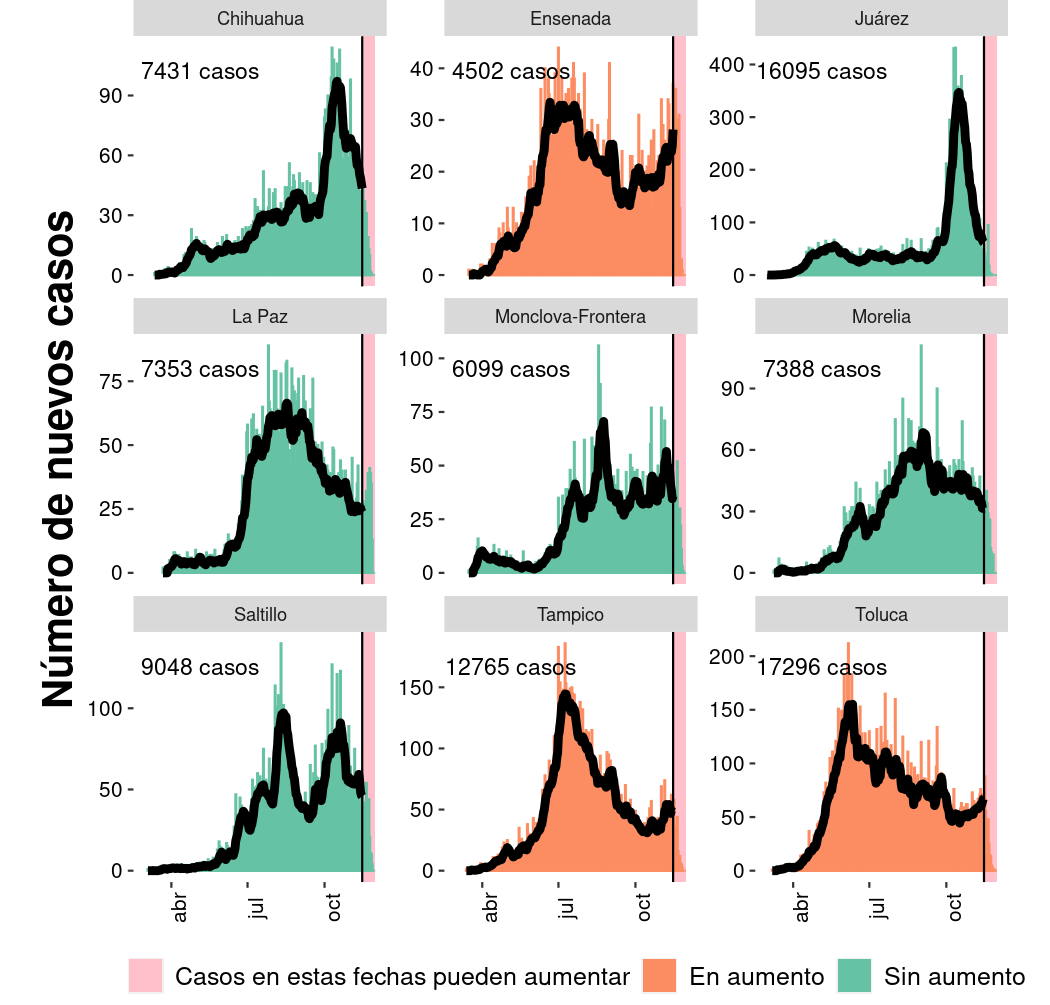 Chihuahua Ensenada Juárez
7431 casos 4502 casos 16095 casos
90 60 30 0
40 30 20 10 0
400 300 200 100 0
La Paz Monclova-Frontera Morelia
7353 casos 6099 casos 7388 casos
75 50 25 0
100 75 50 25 0
90 60 30 0
Número de nuevos casos
Saltillo Tampico Toluca
9048 casos 12765 casos 17296 casos
100 50 0
150 100 50 0
200 150 100 50 0
abr jul oct abr jul oct abr jul oct
Casos en estas fechas pueden aumentar En aumento Sin aumento